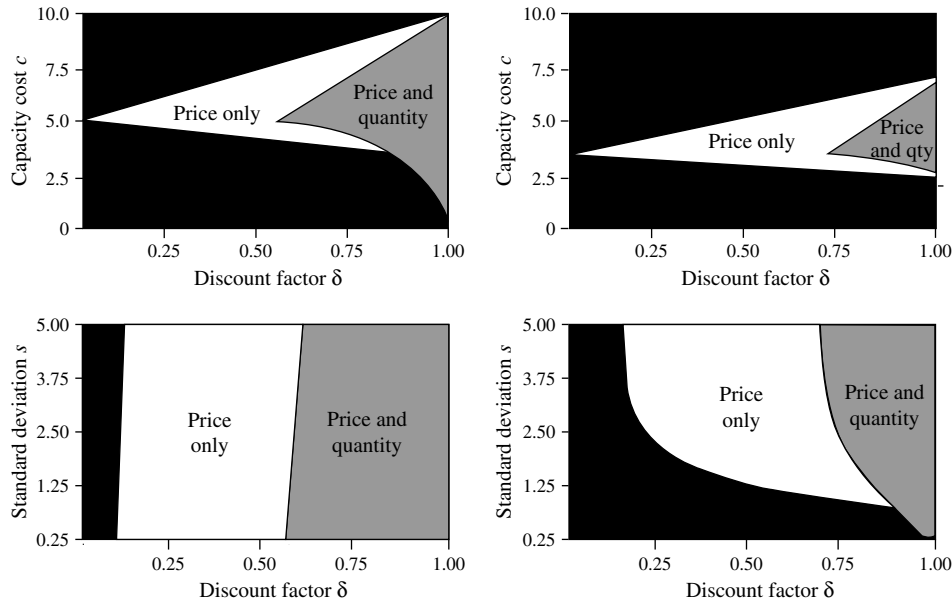 10.0
7.5
5.0
2.5
0
Capacity cost c
Price only
Price and
quantity
0.25 0.50 0.75 1.00
Discount factor δ
10.0
7.5
5.0
2.5
0
Capacity cost c
Price only
Price
and qty
0.25 0.50 0.75 1.00
Discount factor δ
5.00
3.75
2.50
1.25
0.25
Standard deviation s
Price
only
Price and
quantity
0.25 0.50 0.75 1.00
Discount factor δ
5.00
3.75
2.50
1.25
0.25
Standard deviation s
Price
only
Price and
quantity
0.25 0.50 0.75 1.00
Discount factor δ